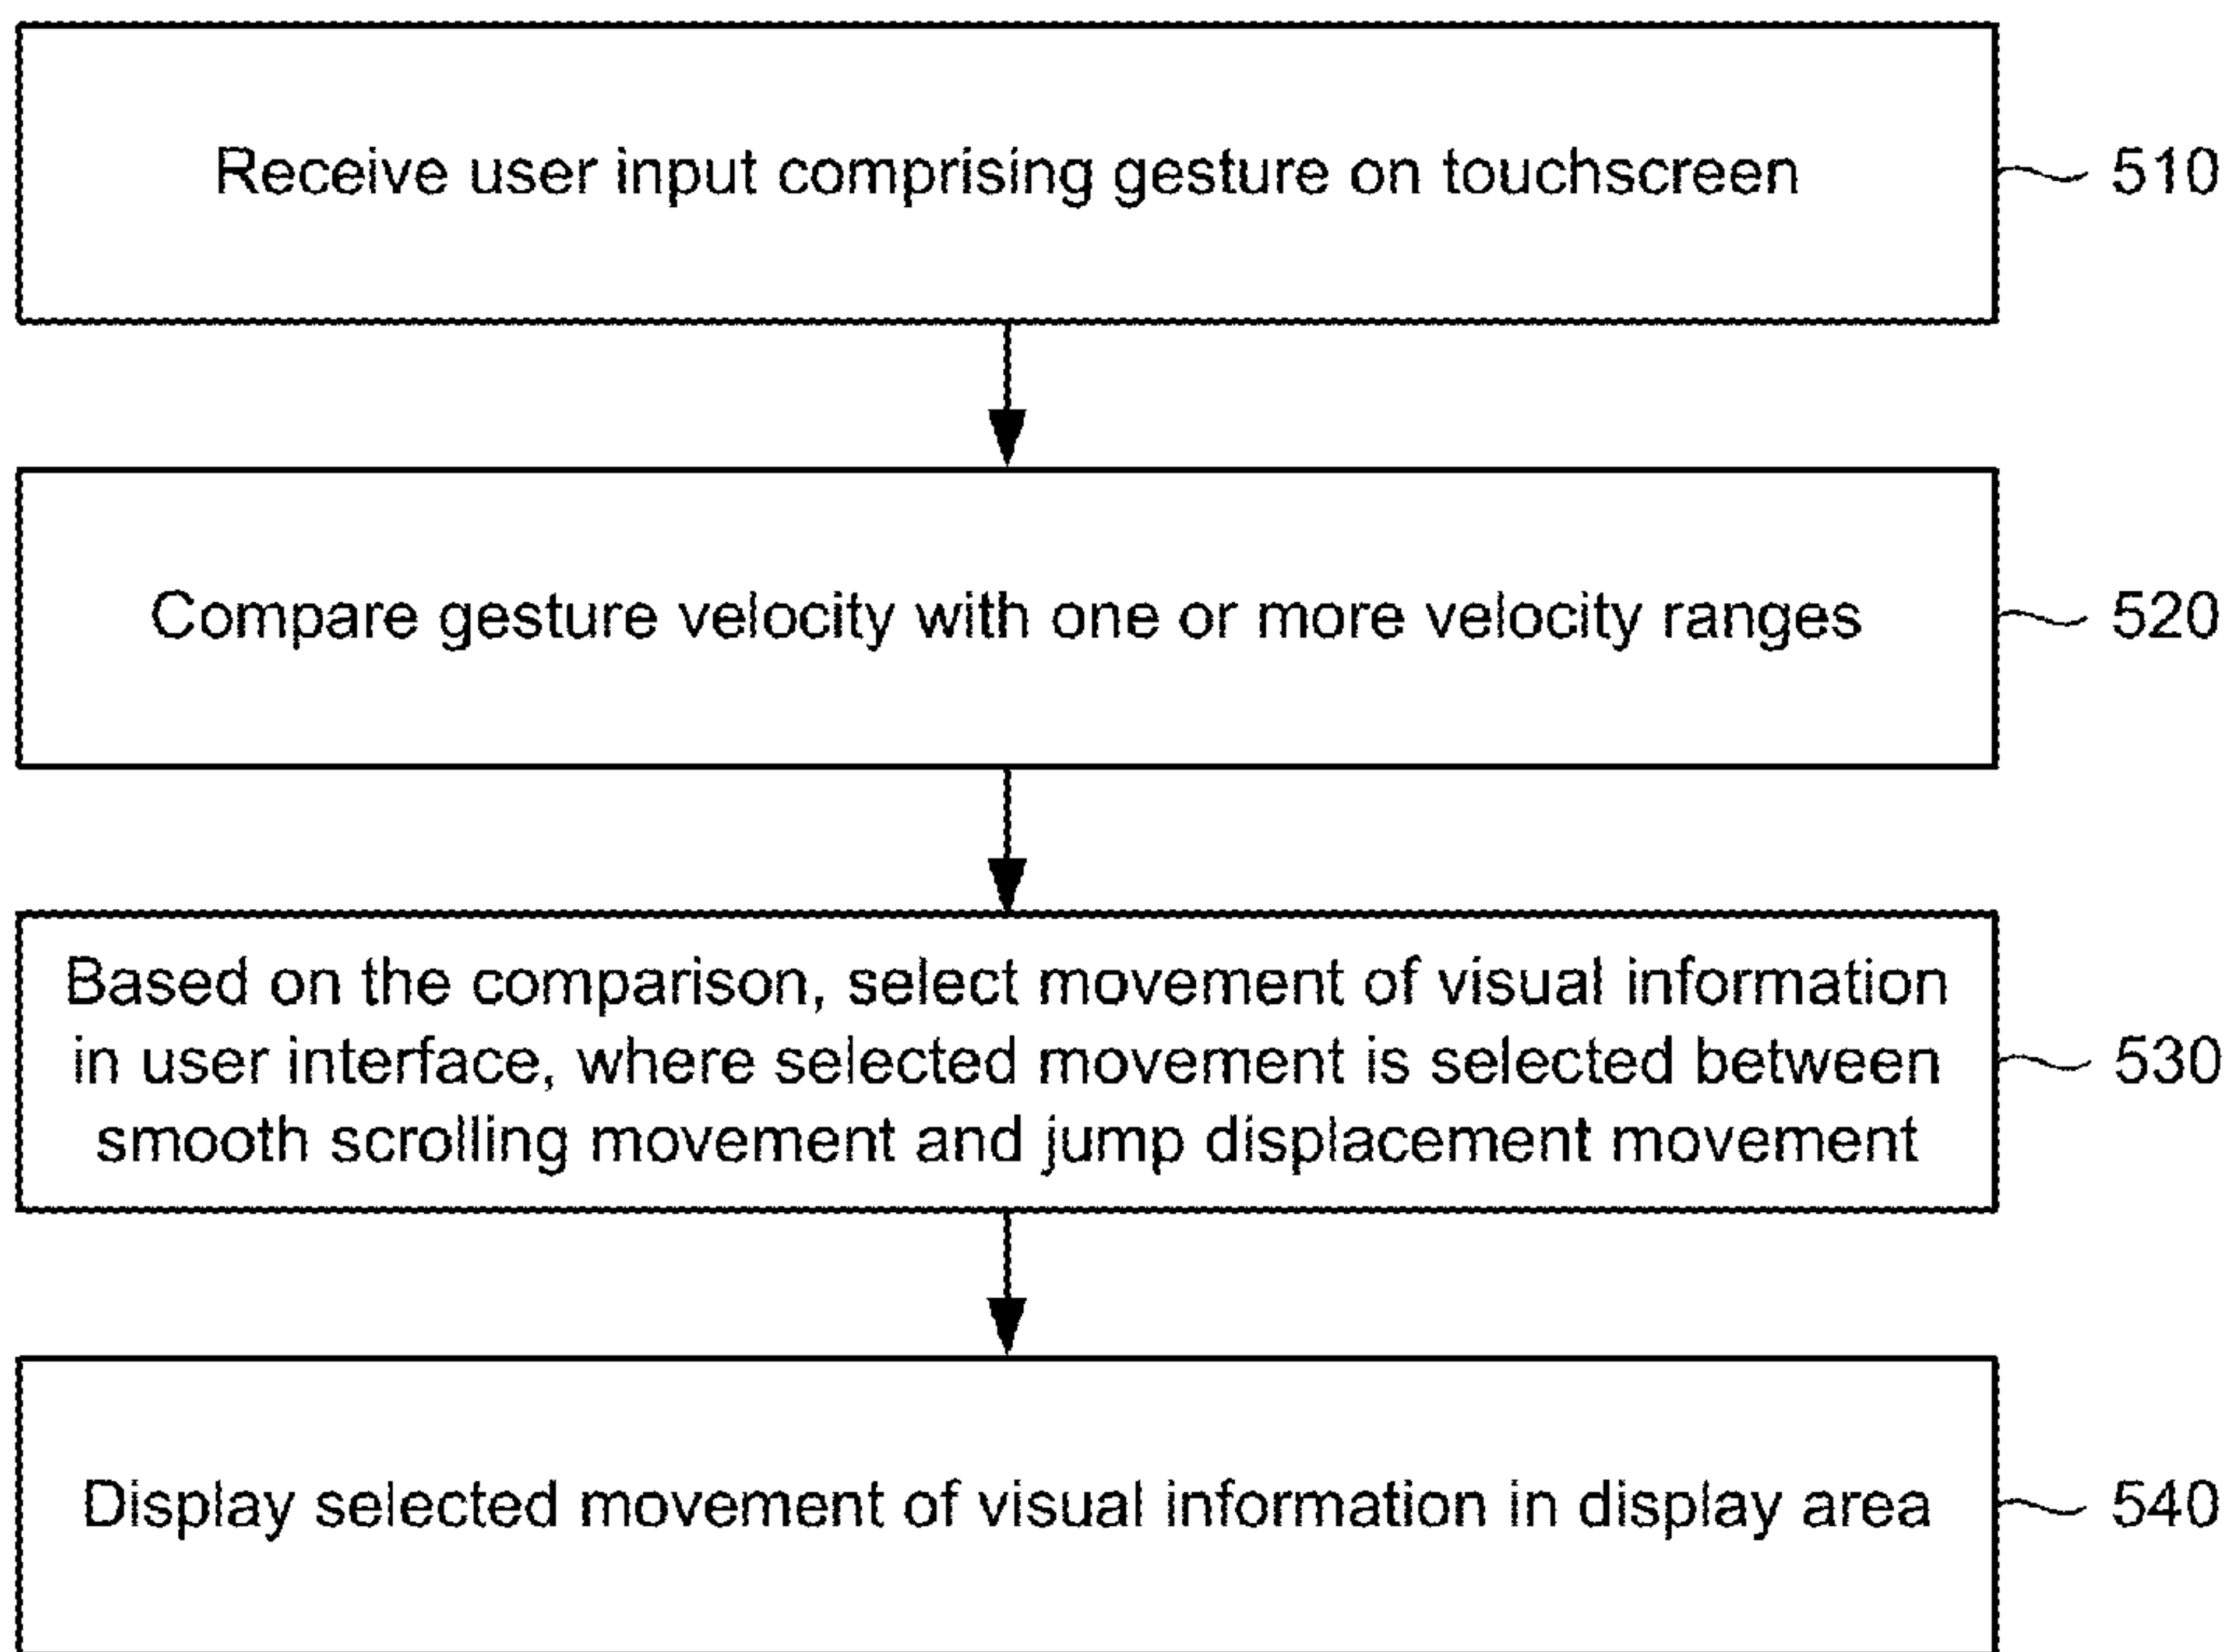 Receive user input comprising gesture on touchscreen
510
Compare gesture velocity with one or more velocity ranges
520
Based on the comparison, select movement of visual information
in user interface, where selected movement is selected between
smooth scrolling movement and jump displacement movement
530
Display selected movement of visual information in display area
540